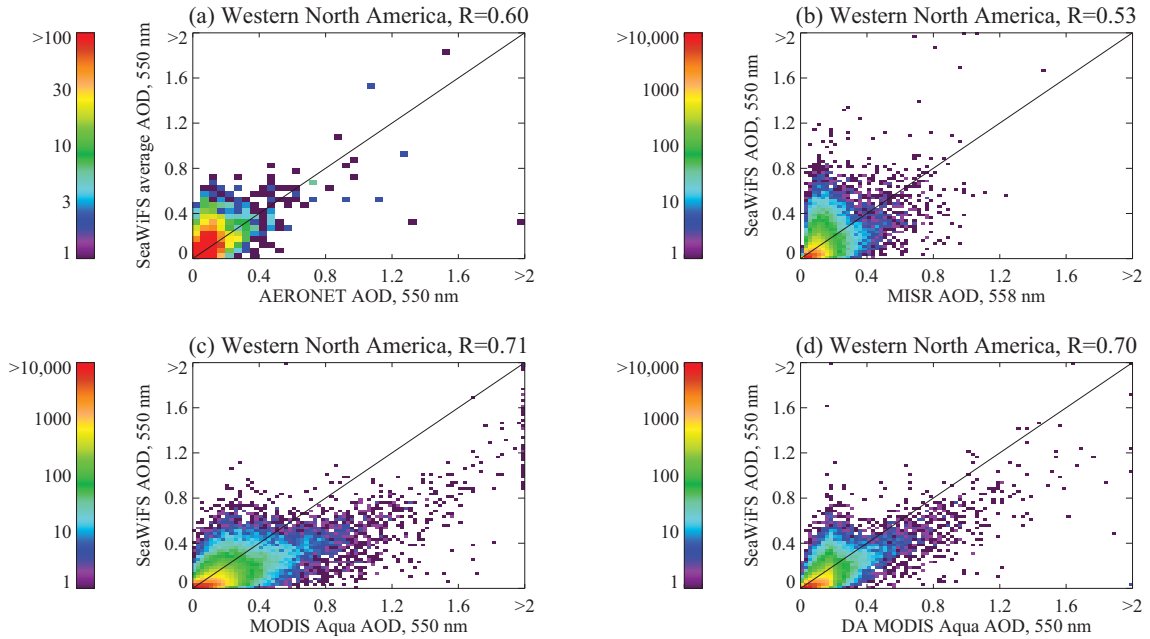 (a) Western North America, R=0.60
>100
30
10
3
1
SeaWiFS average AOD, 550 nm
>2
1.6
1.2
0.8
0.4
0
0 0.4 0.8 1.2 1.6 >2
AERONET AOD, 550 nm
(b) Western North America, R=0.53
>10,000
1000
100
10
1
SeaWiFS AOD, 550 nm
>2
1.6
1.2
0.8
0.4
0
0 0.4 0.8 1.2 1.6 >2
MISR AOD, 558 nm
(c) Western North America, R=0.71
>10,000
1000
100
10
1
SeaWiFS AOD, 550 nm
>2
1.6
1.2
0.8
0.4
0
0 0.4 0.8 1.2 1.6 >2
MODIS Aqua AOD, 550 nm
(d) Western North America, R=0.70
>10,000
1000
100
10
1
SeaWiFS AOD, 550 nm
>2
1.6
1.2
0.8
0.4
0
0 0.4 0.8 1.2 1.6 >2
DA MODIS Aqua AOD, 550 nm